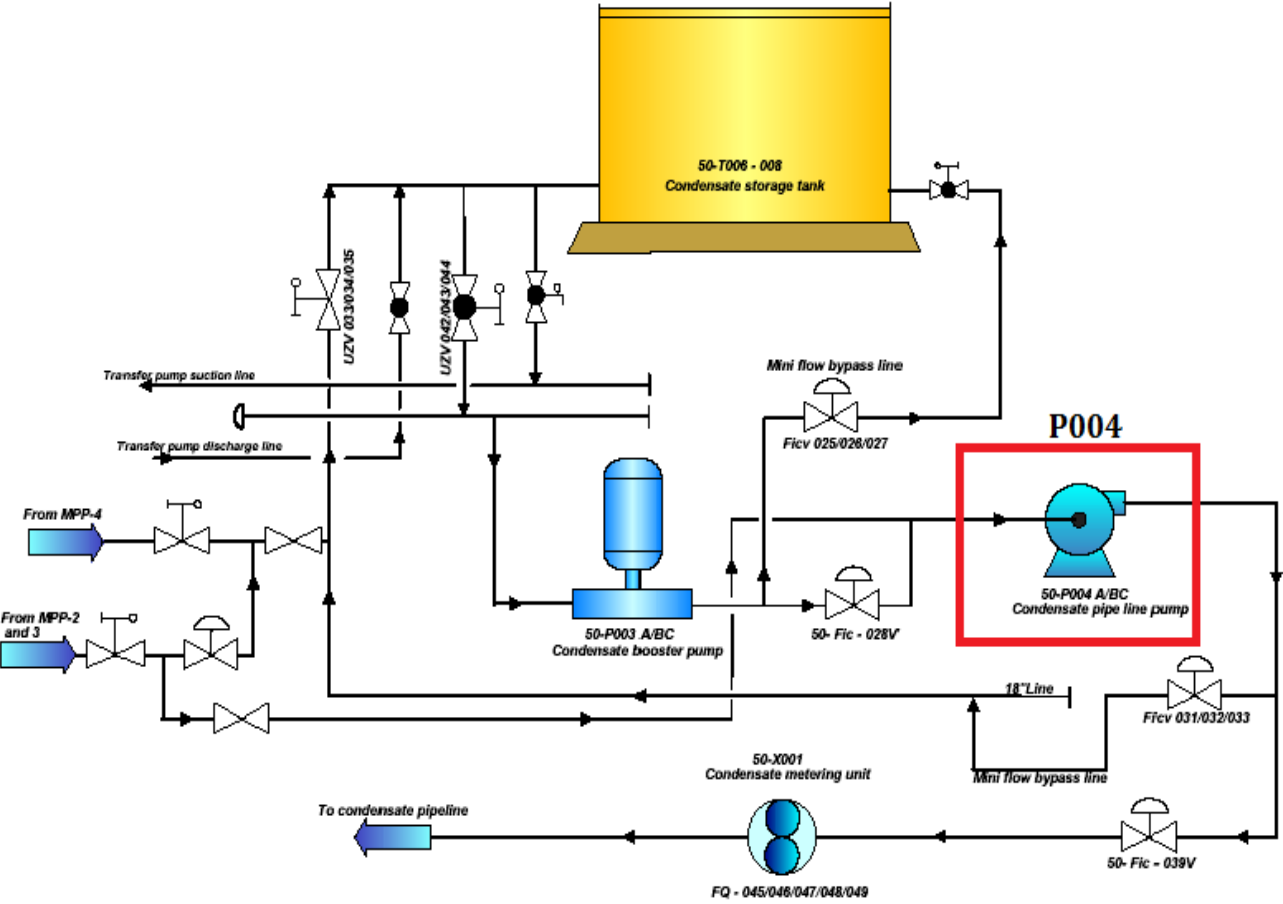 50-T006 - 008
Condensate storage tank
UZV 033/034/035
UZV 042/043/044
Transfer pump suction line
Mini flow bypass line
P004
Transfer pump discharge line
Ficv 025/026/027
From MPP-4
50-P004 A/BC
Condensate pipe line pump
From MPP-2
and 3
50-P003 A/BC
Condensate booster pump
50- Fic - 028V
18"Line
Ficv 031/032/033
50-X001
Condensate metering unit
Mini flow bypass line
To condensate pipeline
50- Fic - 039V
FQ - 045/046/047/048/049